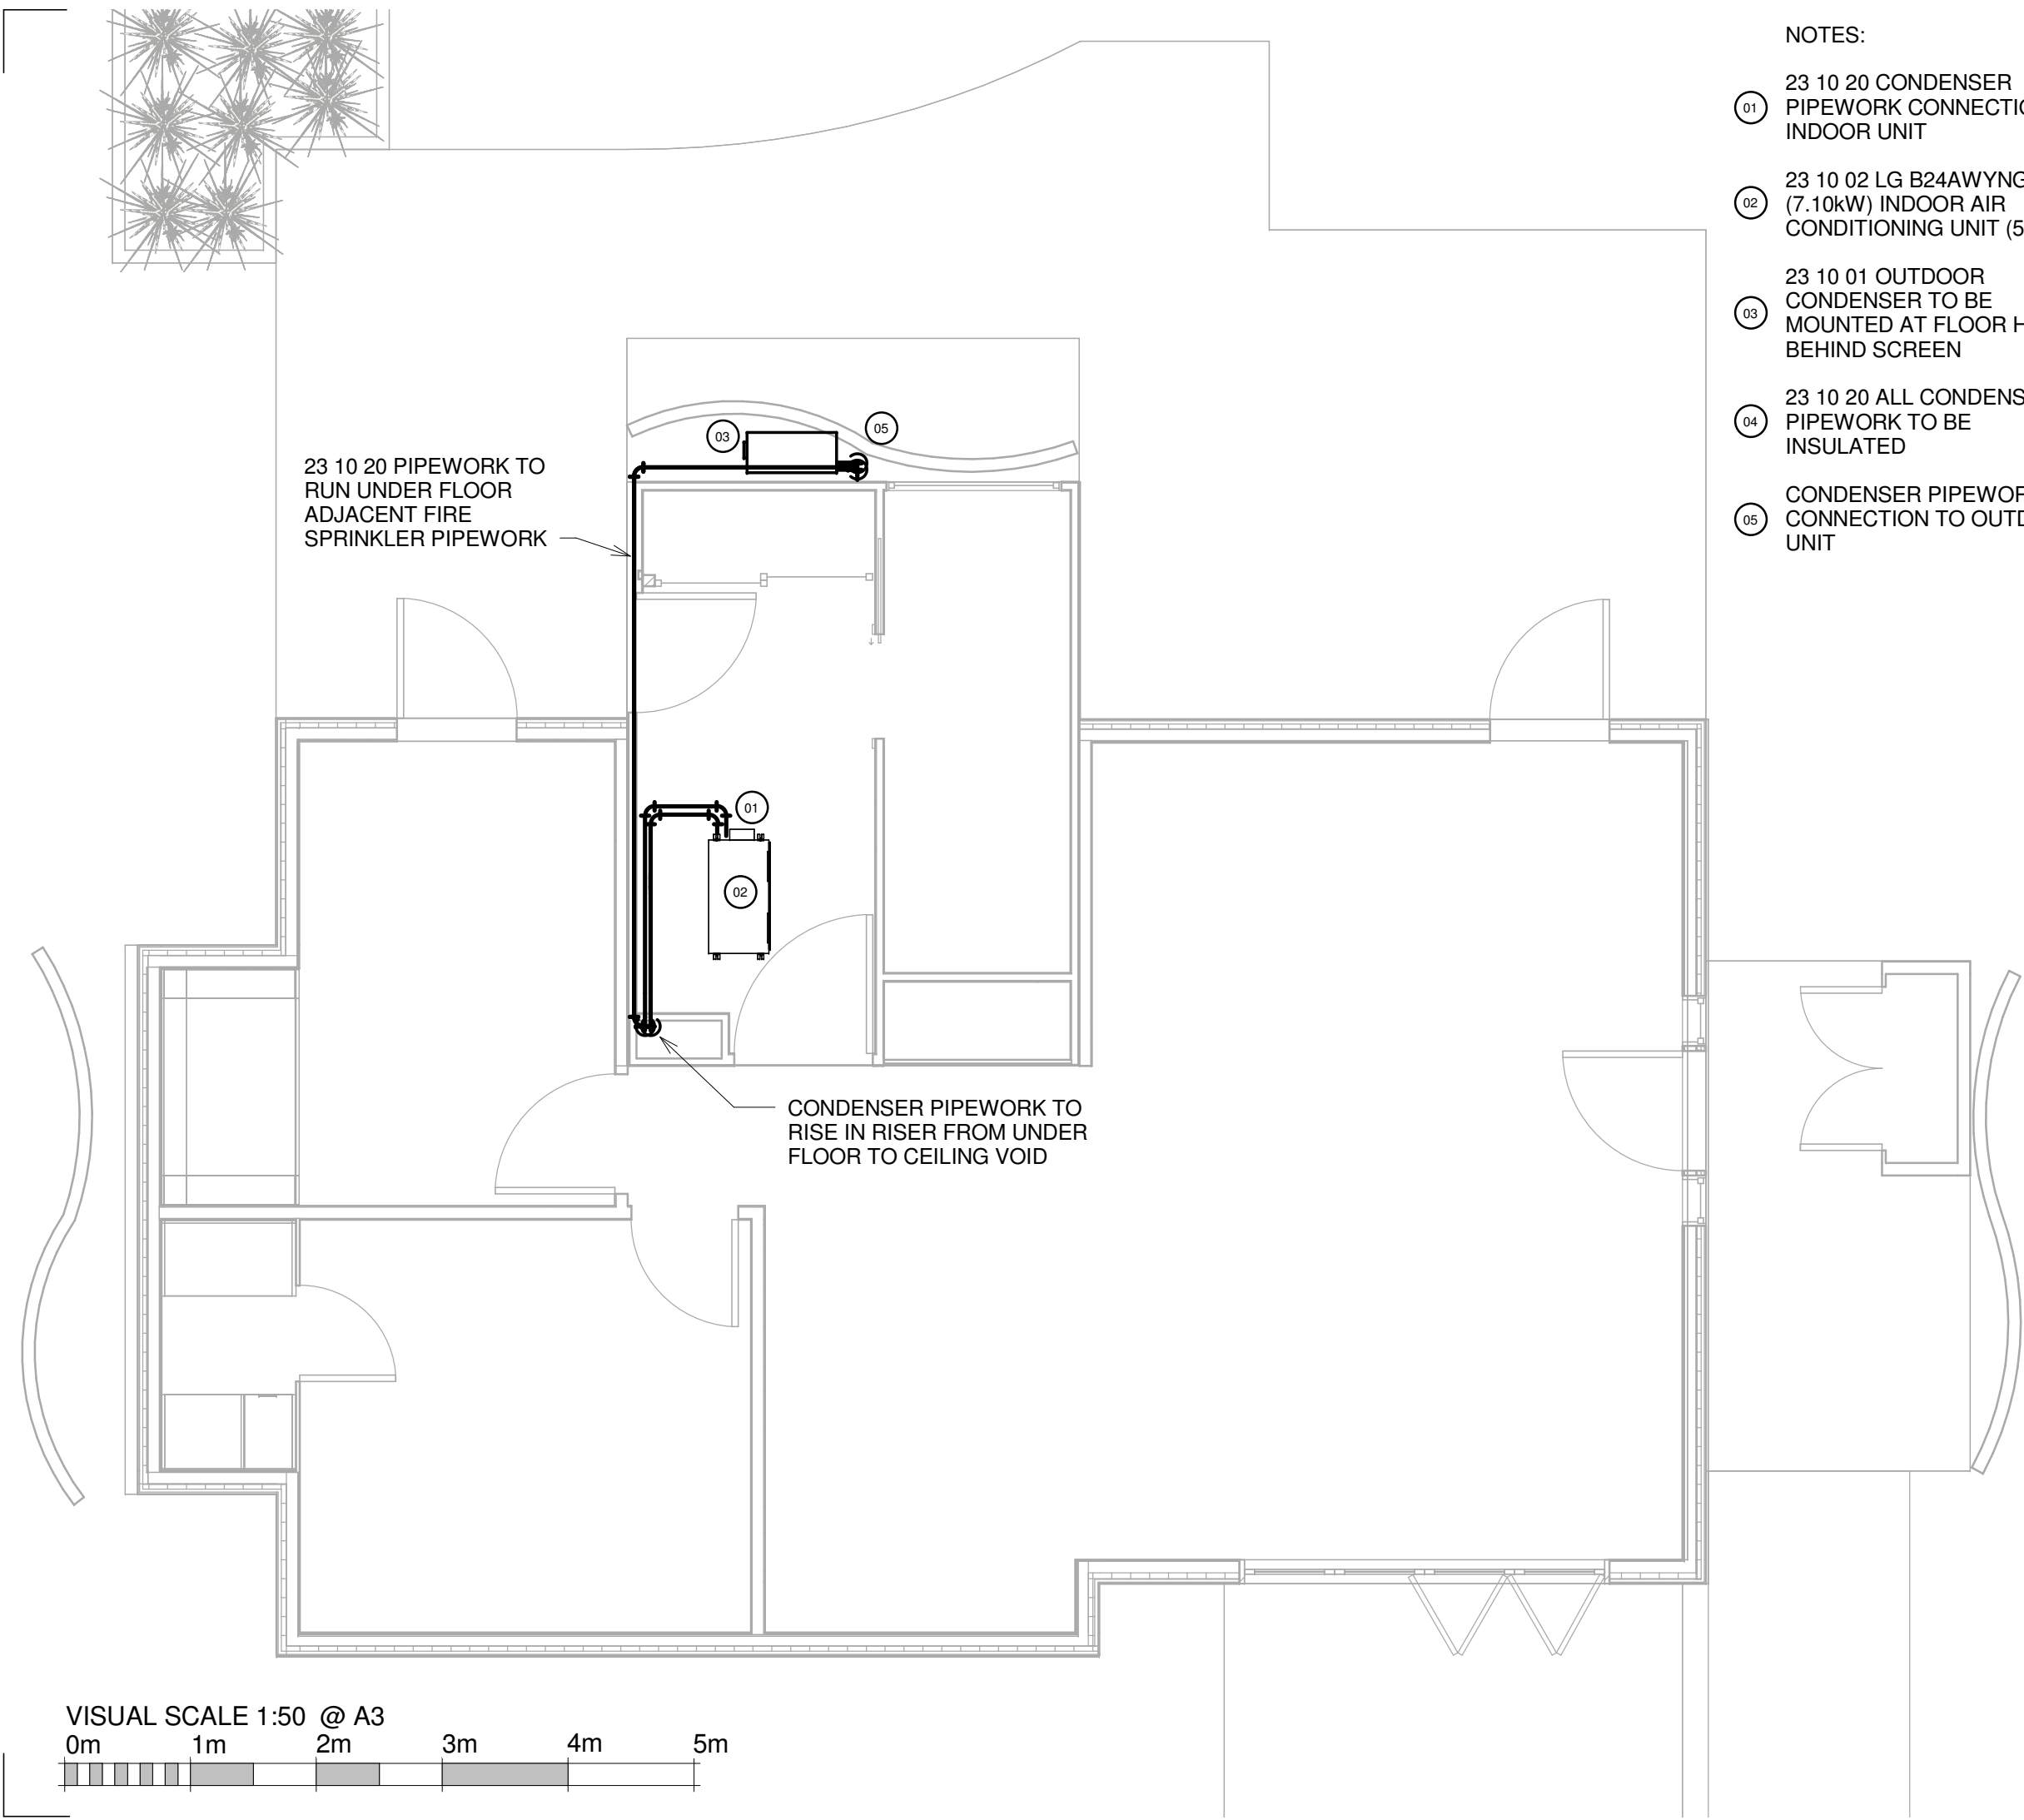 NOTES:
01
23 10 20 CONDENSER
PIPEWORK CONNECTIO
INDOOR UNIT
02
23 10 02 LG B24AWYNG
(7.10kW) INDOOR AIR
CONDITIONING UNIT (5
03
23 10 01 OUTDOOR
CONDENSER TO BE
MOUNTED AT FLOOR H
BEHIND SCREEN
04
23 10 20 ALL CONDENS
PIPEWORK TO BE
INSULATED
05
CONDENSER PIPEWOR
CONNECTION TO OUTD
UNIT
03
05
23 10 20 PIPEWORK TO
RUN UNDER FLOOR
ADJACENT FIRE
SPRINKLER PIPEWORK
01
02
CONDENSER PIPEWORK TO
RISE IN RISER FROM UNDER
FLOOR TO CEILING VOID
VISUAL SCALE 1:50 @ A3
0m 1m 2m 3m 4m 5m